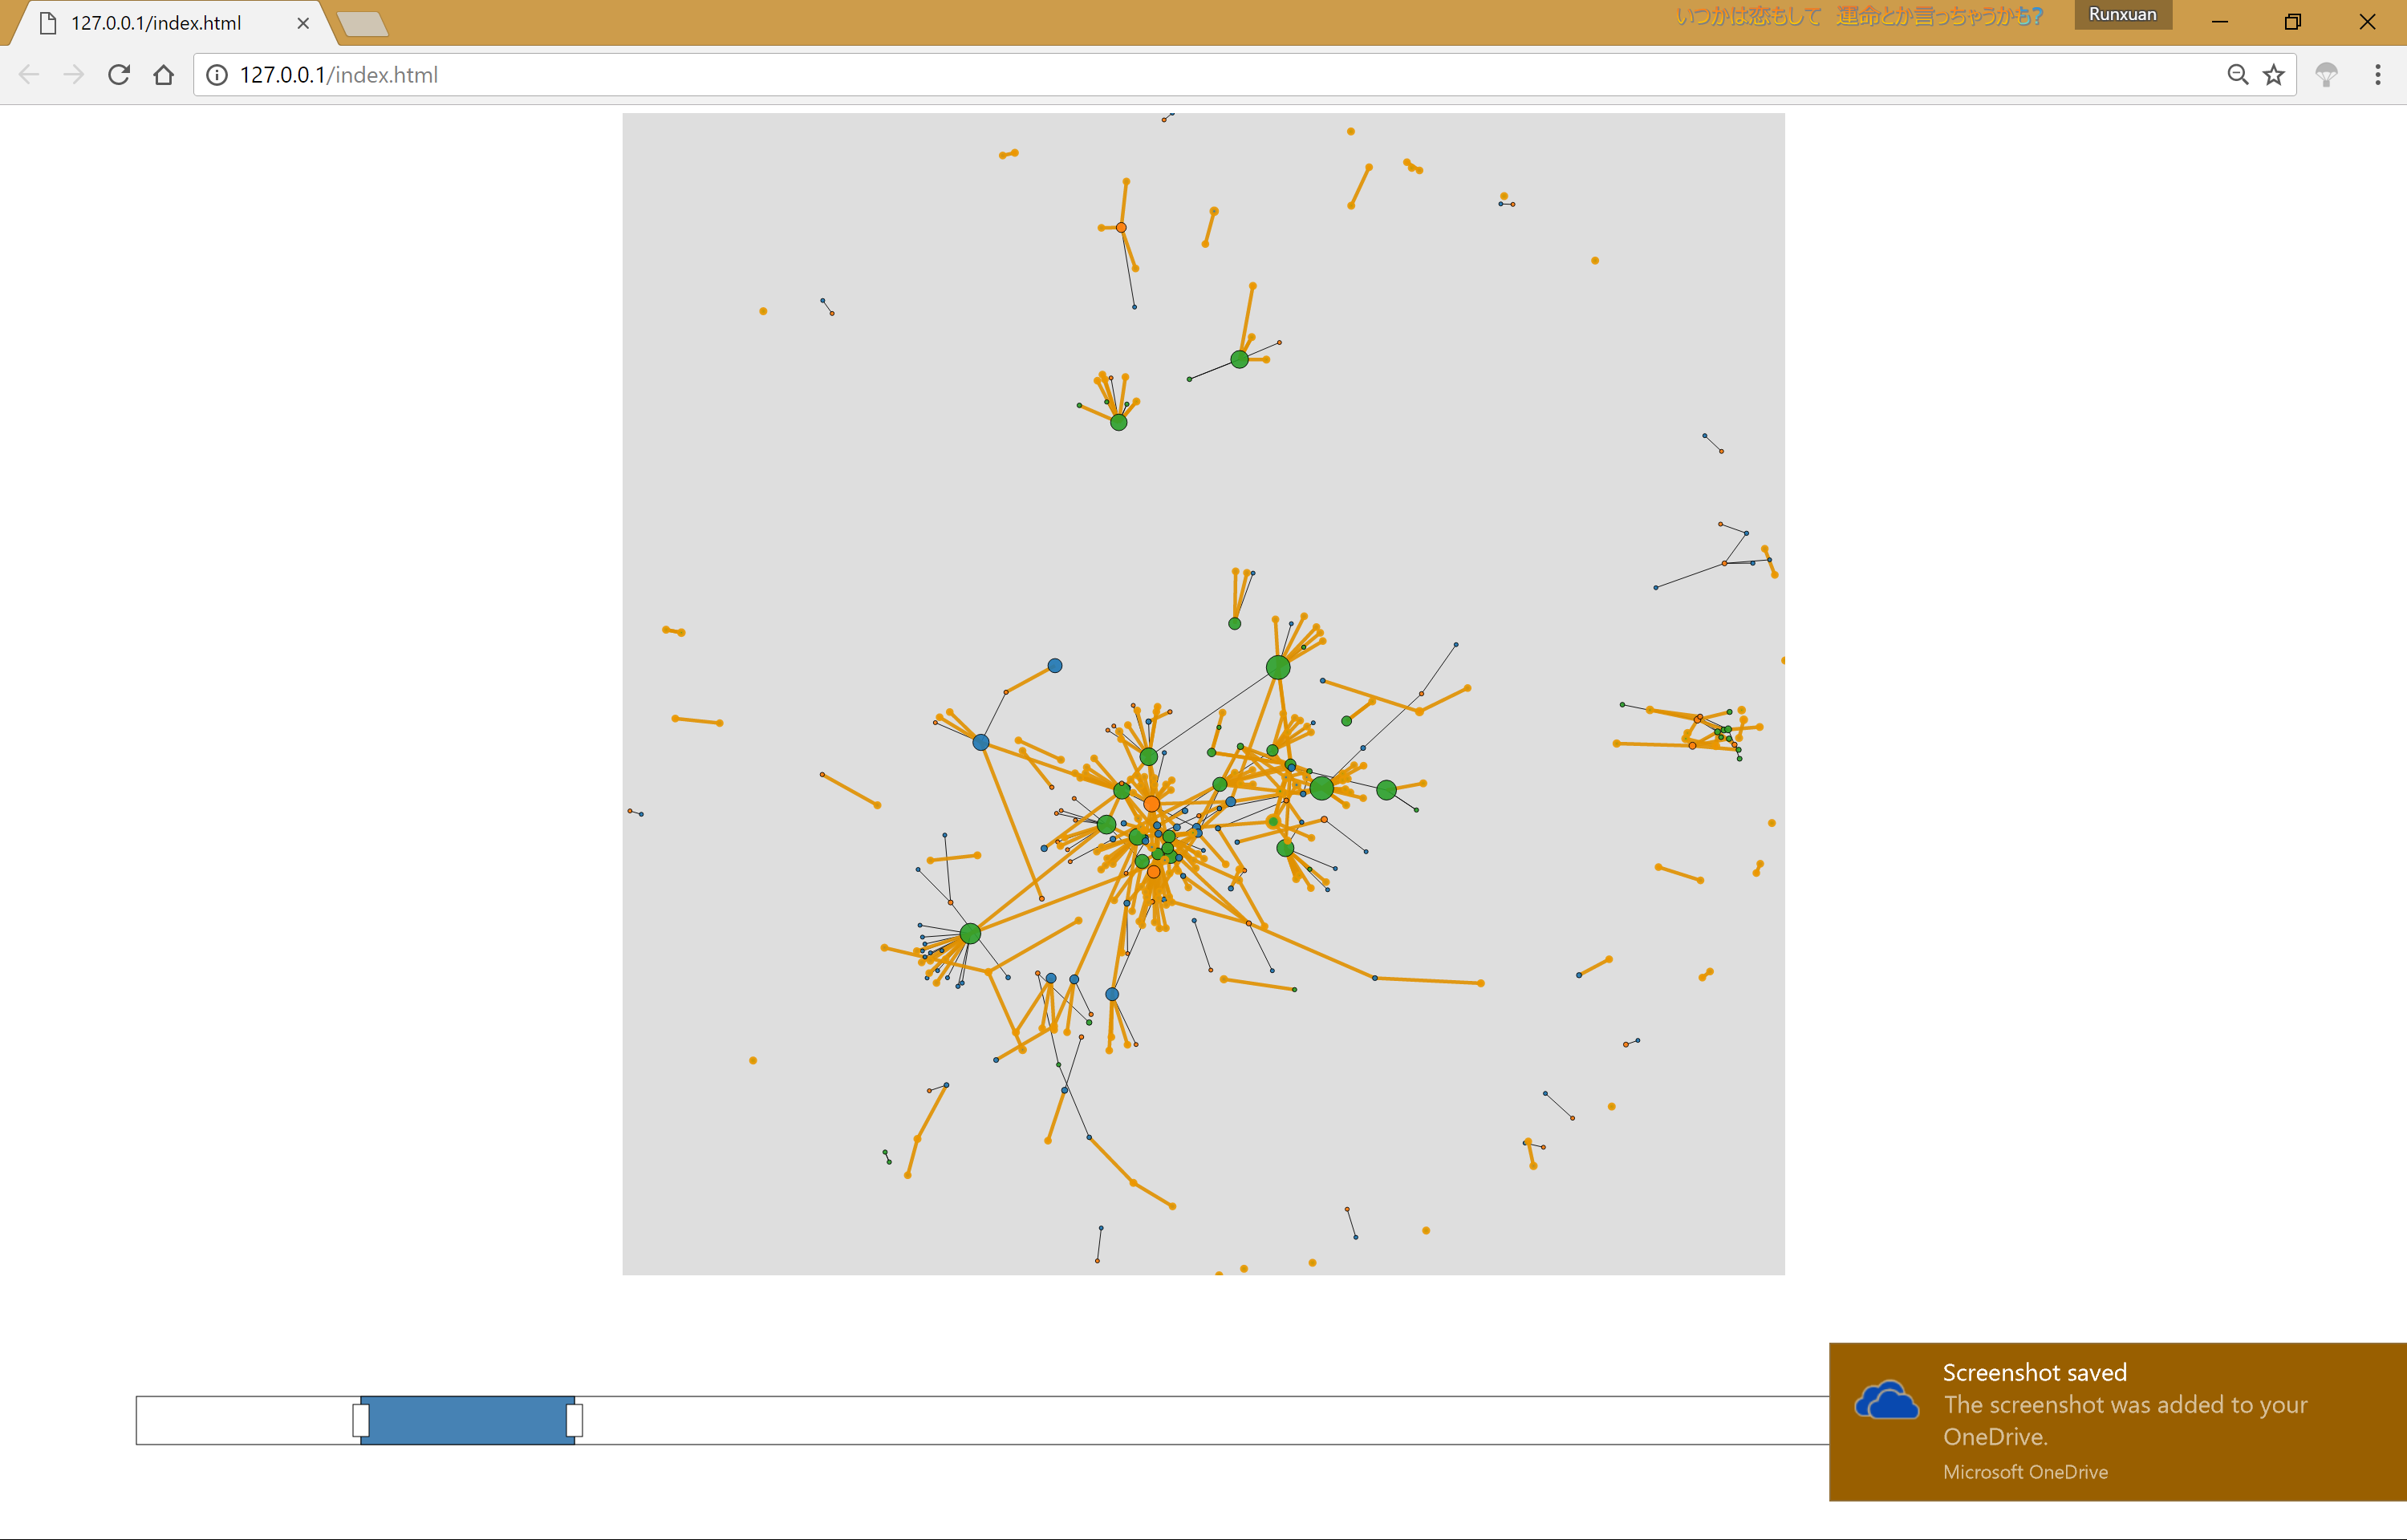 127.0.0.1/index.html
いつかは恋もして 運命とか言っちゃうかも?
Runxuan
127.0.0.1/index.html
Screenshot saved
The screenshot was added to your
OneDrive.
Microsoft OneDrive